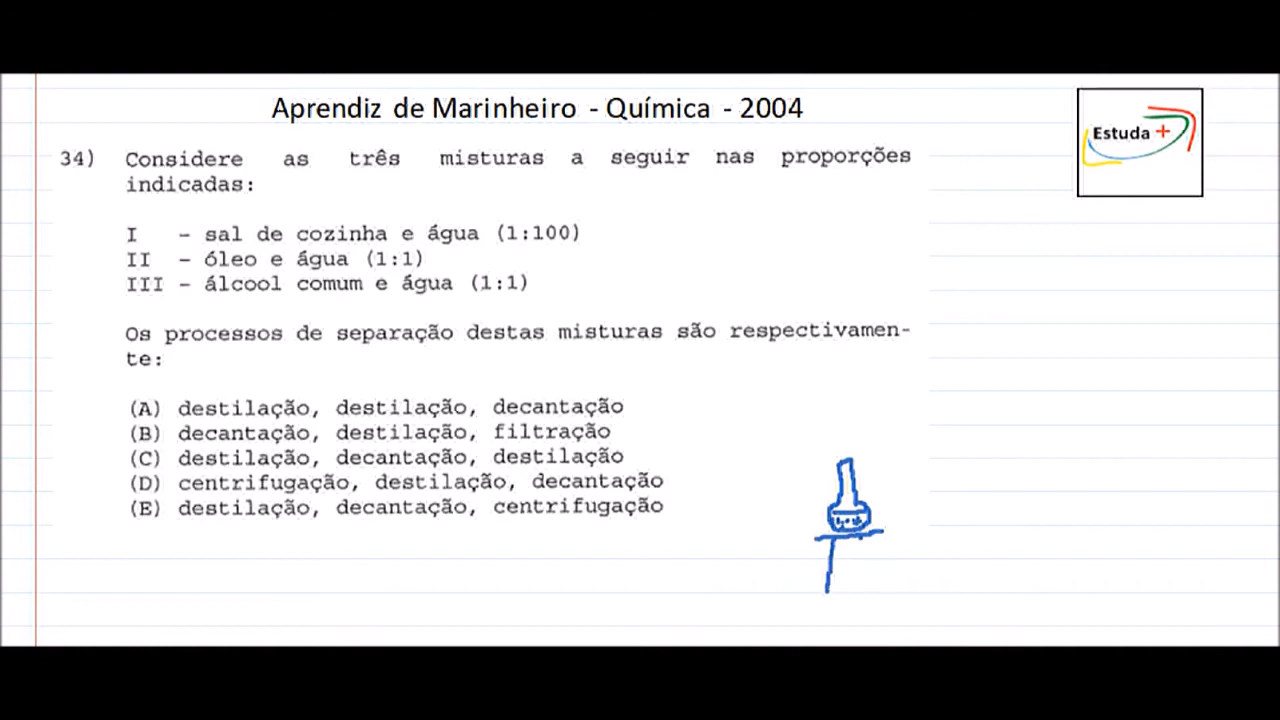 Aprendiz de Marinheiro - Química - 2004
Estuda +
34) Considere as três misturas a seguir nas proporções
indicadas:
I - sal de cozinha e água (1:100)
II - óleo e água (1:1)
III - álcool comum e água (1:1)
Os processos de separação destas misturas são respectivamen-
te:
(A) destilação, destilação, decantação
(B) decantação, destilação, filtração
(C) destilação, decantação, destilação
(D) centrifugação, destilação, decantação
(E) destilação, decantação, centrifugação